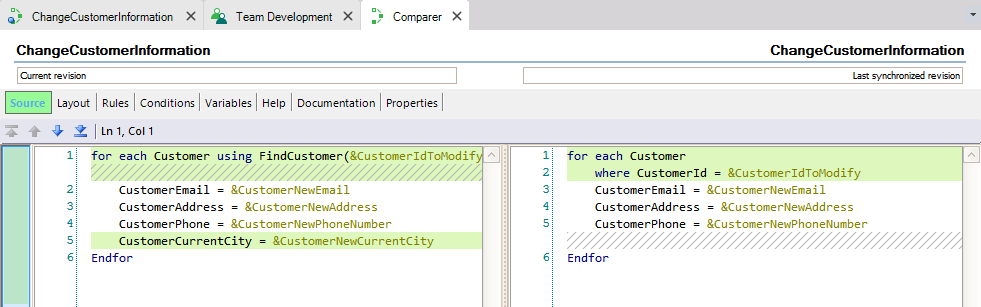 ChangeCustomerInformation
Team Development
Comparer
ChangeCustomerInformation
ChangeCustomerInformation
Current revision
Last synchronized revision
Source Layout Rules Conditions Variables Help Documentation Properties
Ln 1, Col 1
1 for each Customer using FindCustomer(&CustomerIdToModify
2 CustomerEmail = &CustomerNewEmail
3 CustomerAddress = &CustomerNewAddress
4 CustomerPhone = &CustomerNewPhoneNumber
5 CustomerCurrentCity = &CustomerNewCurrentCity
6 Endfor
1 for each Customer
2 where CustomerId = &CustomerIdToModify
3 CustomerEmail = &CustomerNewEmail
4 CustomerAddress = &CustomerNewAddress
5 CustomerPhone = &CustomerNewPhoneNumber
6 Endfor